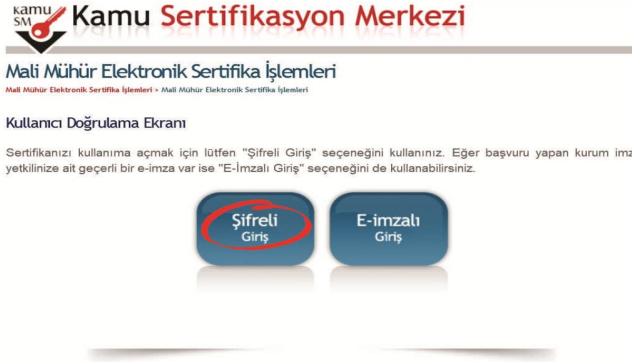 Kamu
SM
Kamu Sertifikasyon Merkezi
Mali Mühür Elektronik Sertifika İşlemleri
Mali Mühür Elektronik Sertifika İşlemleri > Mali Mühür Elektronik Sertifika İşlemleri
Kullanıcı Doğrulama Ekranı
Sertifikanızı kullanıma açmak için lütfen "Şifreli Giriş" seçeneğini kullanınız. Eğer başvuru yapan kurum imz
yetkilinize ait geçerli bir e-imza var ise "E-İmzalı Giriş" seçeneğini de kullanabilirsiniz.
Şifreli
Giriş
E-imzalı
Giriş